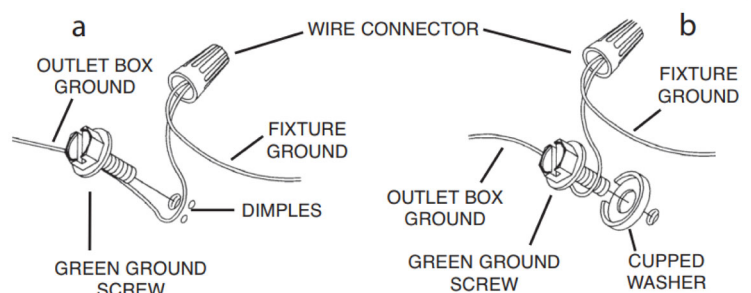 a
WIRE CONNECTOR
b
OUTLET BOX
GROUND
FIXTURE
GROUND
FIXTURE
GROUND
DIMPLES
OUTLET BOX
GROUND
GREEN GROUND
SCREW
GREEN GROUND
SCREW
CUPPED
WASHER